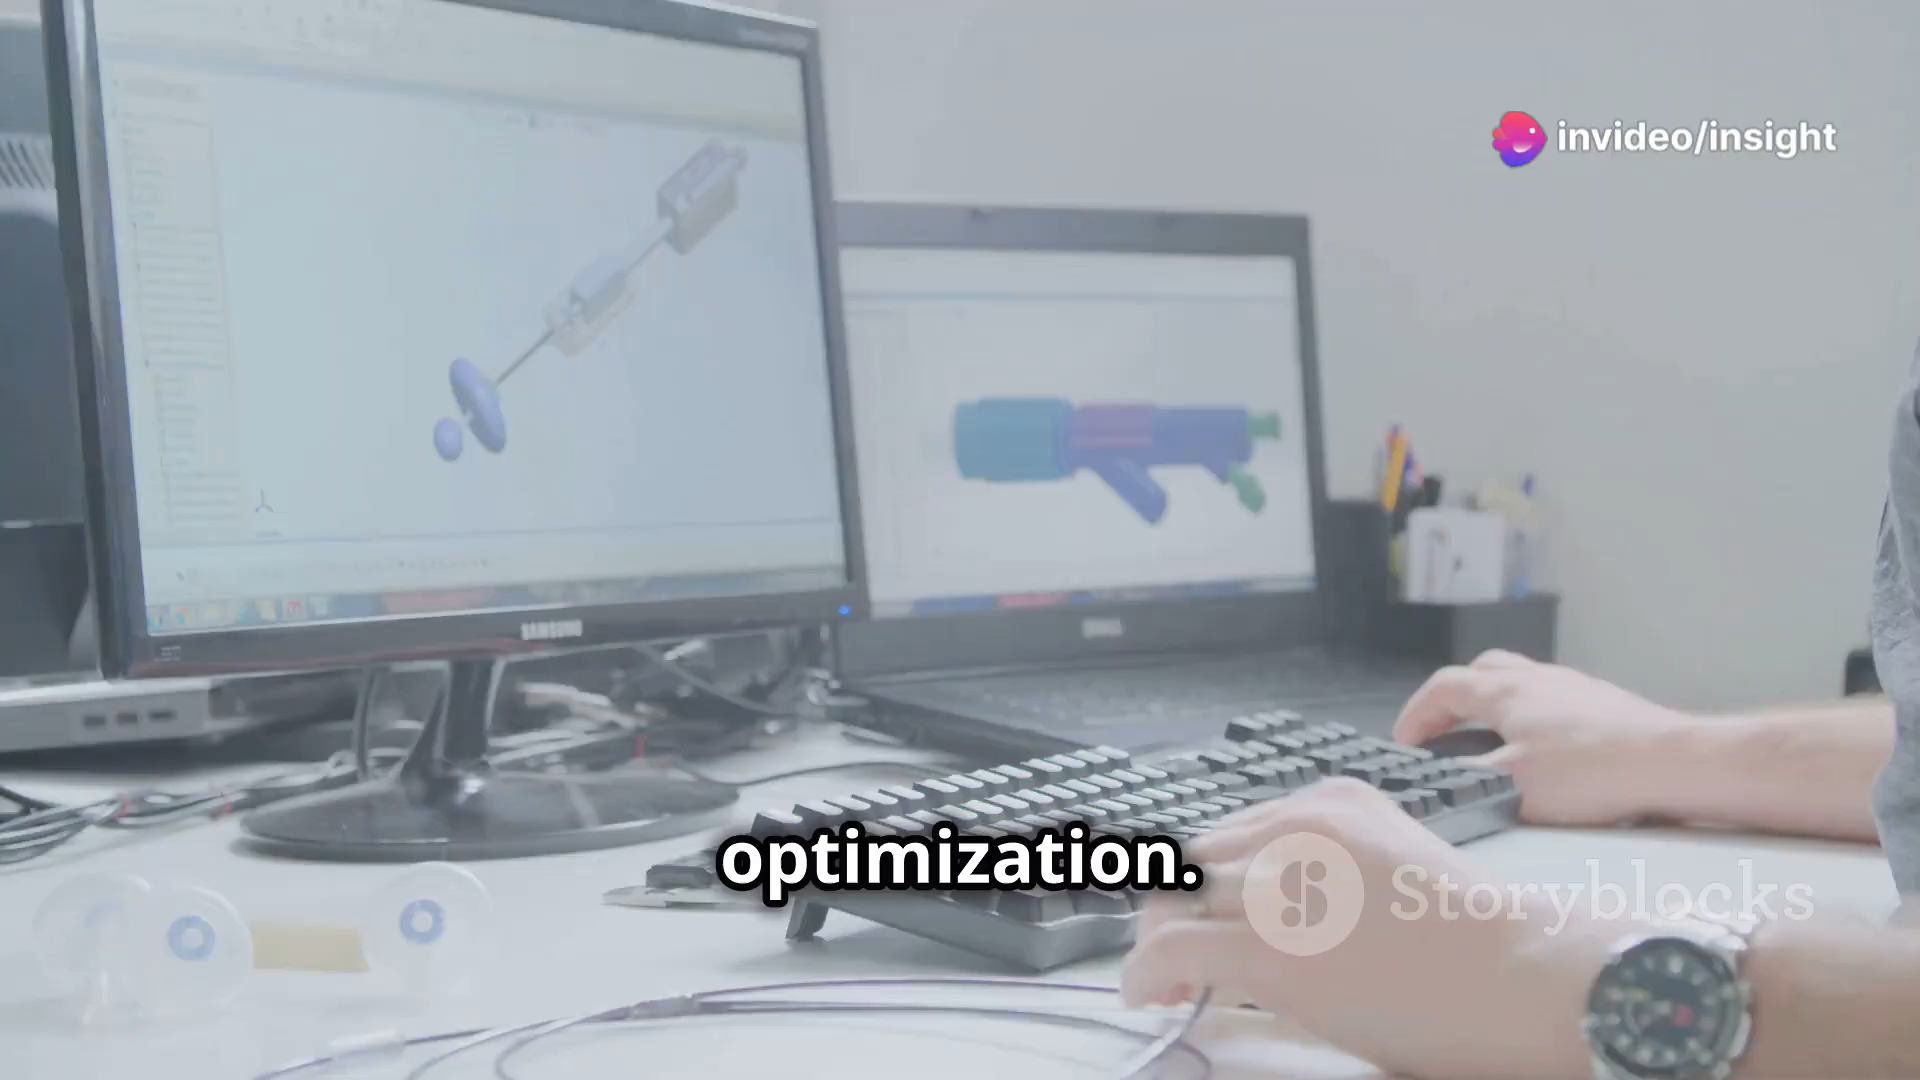 invideo/insight
SAMSUNG
DELL
optimization.
Storyblocks